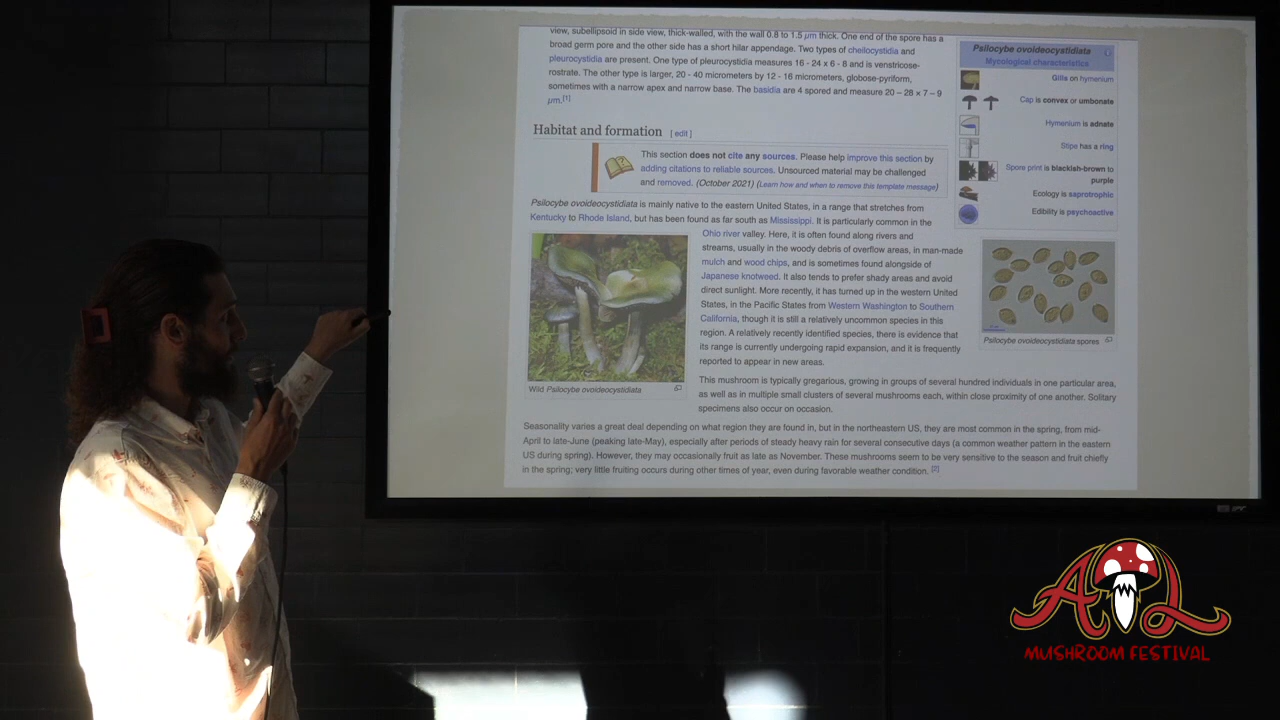 view, subellipsoid in side view, thick-walled, with the wall 0.8 to 1.5 μm thick. One end of the spore has a
broad germ pore and the other side has a short hilar appendage. Two types of cheilocystidia and
pleurocystidia are present. One type of pleurocystidia measures 16 - 24 x 6 - 8 and is ventricose-
rostrate. The other type is larger, 20 - 40 micrometers by 12 - 16 micrometers, globose-pyriform,
sometimes with a narrow apex and narrow base. The basidia are 4 spored and measure 20 – 28 × 7 – 9
μm.[1]
Psilocybe ovoideocystidiata
Mycological characteristics
Gills on hymenium
Cap is convex or umbonate
Hymenium is adnate
Stipe has a ring
Spore print is blackish-brown to
purple
Ecology is saprotrophic
Edibility is psychoactive
Habitat and formation [ edit ]
This section does not cite any sources. Please help improve this section by
adding citations to reliable sources. Unsourced material may be challenged
and removed. (October 2021) (Learn how and when to remove this template message)
Psilocybe ovoideocystidiata is mainly native to the eastern United States, in a range that stretches from
Kentucky to Rhode Island, but has been found as far south as Mississippi. It is particularly common in the
Ohio river valley. Here, it is often found along rivers and
streams, usually in the woody debris of overflow areas, in man-made
mulch and wood chips, and is sometimes found alongside of
Japanese knotweed. It also tends to prefer shady areas and avoid
direct sunlight. More recently, it has turned up in the western United
States, in the Pacific States from Western Washington to Southern
California, though it is still a relatively uncommon species in this
region. A relatively recently identified species, there is evidence that
its range is currently undergoing rapid expansion, and it is frequently
reported to appear in new areas.
Wild Psilocybe ovoideocystidiata
Psilocybe ovoideocystidiata spores
This mushroom is typically gregarious, growing in groups of several hundred individuals in one particular area,
as well as in multiple small clusters of several mushrooms each, within close proximity of one another. Solitary
specimens also occur on occasion.
Seasonality varies a great deal depending on what region they are found in, but in the northeastern US, they are most common in the spring, from mid-
April to late-June (peaking late-May), especially after periods of steady heavy rain for several consecutive days (a common weather pattern in the eastern
US during spring). However, they may occasionally fruit as late as November. These mushrooms seem to be very sensitive to the season and fruit chiefly
in the spring; very little fruiting occurs during other times of year, even during favorable weather condition. [2]
ATL
MUSHROOM FESTIVAL